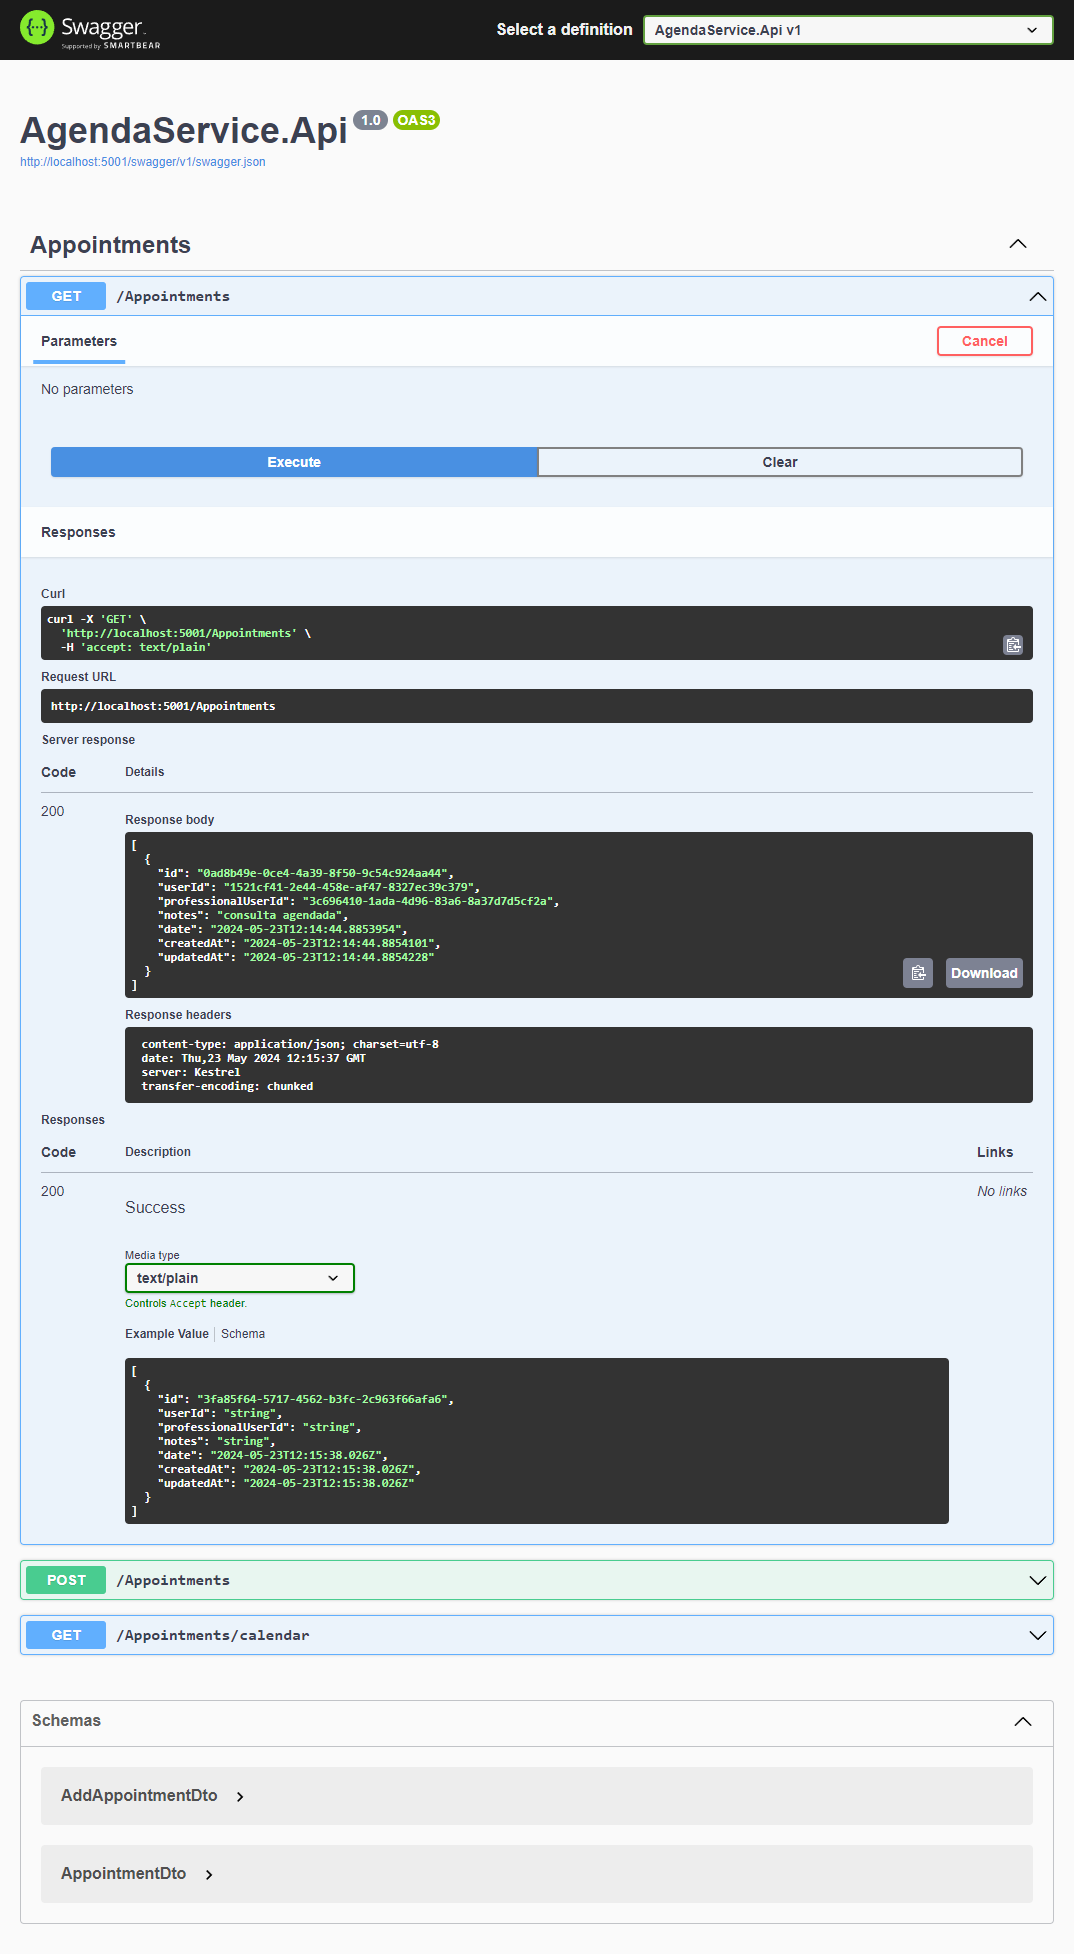 Swagger
Supported by SMARTBEAR
Select a definition
AgendaService.Api v1
AgendaService.Api 1.0 OAS3
http://localhost:5001/swagger/v1/swagger.json
Appointments
GET /Appointments
Parameters
Cancel
No parameters
Execute
Clear
Responses
Curl
curl -X 'GET' \
  'http://localhost:5001/Appointments' \
  -H 'accept: text/plain'
Request URL
http://localhost:5001/Appointments
Server response
Code Details
200
Response body
[
  {
    "id": "0ad8b49e-0ce4-4a39-8f50-9c54c924aa44",
    "userId": "1521cf41-2e44-458e-af47-8327ec39c379",
    "professionalUserId": "3c696410-1ada-4d96-83a6-8a37d7d5cf2a",
    "notes": "consulta agendada",
    "date": "2024-05-23T12:14:44.8853954",
    "createdAt": "2024-05-23T12:14:44.8854101",
    "updatedAt": "2024-05-23T12:14:44.8854228"
  }
]
Download
Response headers
content-type: application/json; charset=utf-8
date: Thu,23 May 2024 12:15:37 GMT
server: Kestrel
transfer-encoding: chunked
Responses
Code Description Links
200
Success
No links
Media type
text/plain
Controls Accept header.
Example Value Schema
[
  {
    "id": "3fa85f64-5717-4562-b3fc-2c963f66afa6",
    "userId": "string",
    "professionalUserId": "string",
    "notes": "string",
    "date": "2024-05-23T12:15:38.026Z",
    "createdAt": "2024-05-23T12:15:38.026Z",
    "updatedAt": "2024-05-23T12:15:38.026Z"
  }
]
POST /Appointments
GET /Appointments/calendar
Schemas
AddAppointmentDto
AppointmentDto